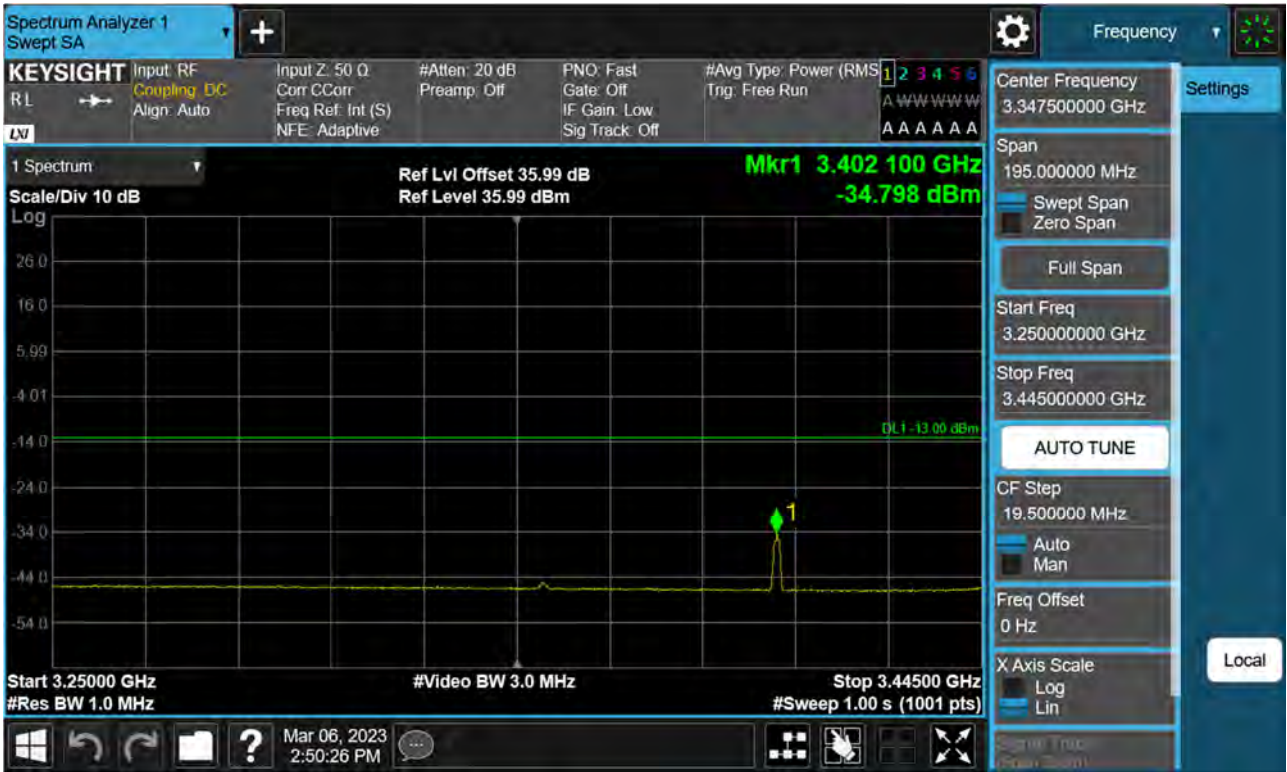 Spectrum Analyzer 1
Swept SA
Frequency
KEYSIGHT
RL
LXI
Input: RF
Coupling: DC
Align: Auto
Input Z: 50 Ω
Corr CCorr
Freq Ref: Int (S)
NFE: Adaptive
#Atten: 20 dB
Preamp: Off
PNO: Fast
Gate: Off
IF Gain: Low
Sig Track: Off
#Avg Type: Power (RMS
Trig: Free Run
1 2 3 4 5 6
A W W W W W
A A A A A A
1 Spectrum
Scale/Div 10 dB
Log
Ref Lvl Offset 35.99 dB
Ref Level 35.99 dBm
Mkr1 3.402 100 GHz
-34.798 dBm
26.0
16.0
5.99
-4.01
-14.0
-24.0
-34.0
-44.0
-54.0
DL1 -13.00 dBm
1
Start 3.25000 GHz
#Res BW 1.0 MHz
#Video BW 3.0 MHz
Stop 3.44500 GHz
#Sweep 1.00 s (1001 pts)
Center Frequency
3.347500000 GHz
Span
195.000000 MHz
Swept Span
Zero Span
Full Span
Start Freq
3.250000000 GHz
Stop Freq
3.445000000 GHz
AUTO TUNE
CF Step
19.500000 MHz
Auto
Man
Freq Offset
0 Hz
X Axis Scale
Log
Lin
Settings
Local
Mar 06, 2023
2:50:26 PM